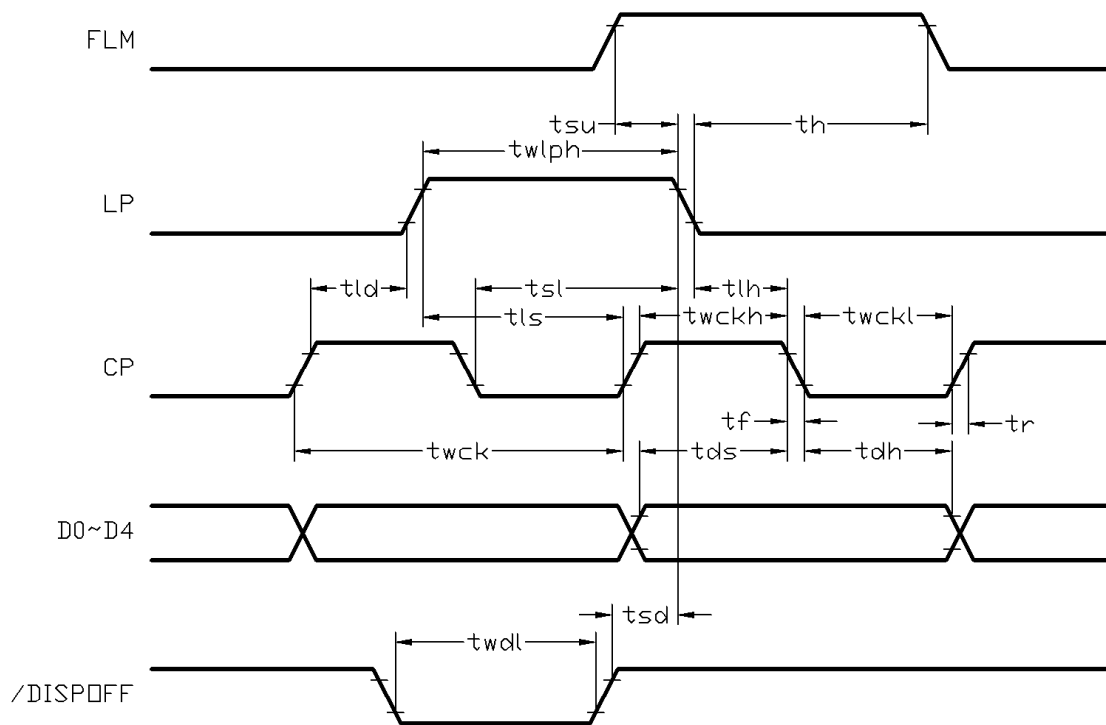 FLM
tsu
th
twlph
LP
tld
tsl
tlh
tls
twckh
twckl
CP
tf
tr
twck
tds
tdh
D0~D4
tsd
twdl
/DISPOFF